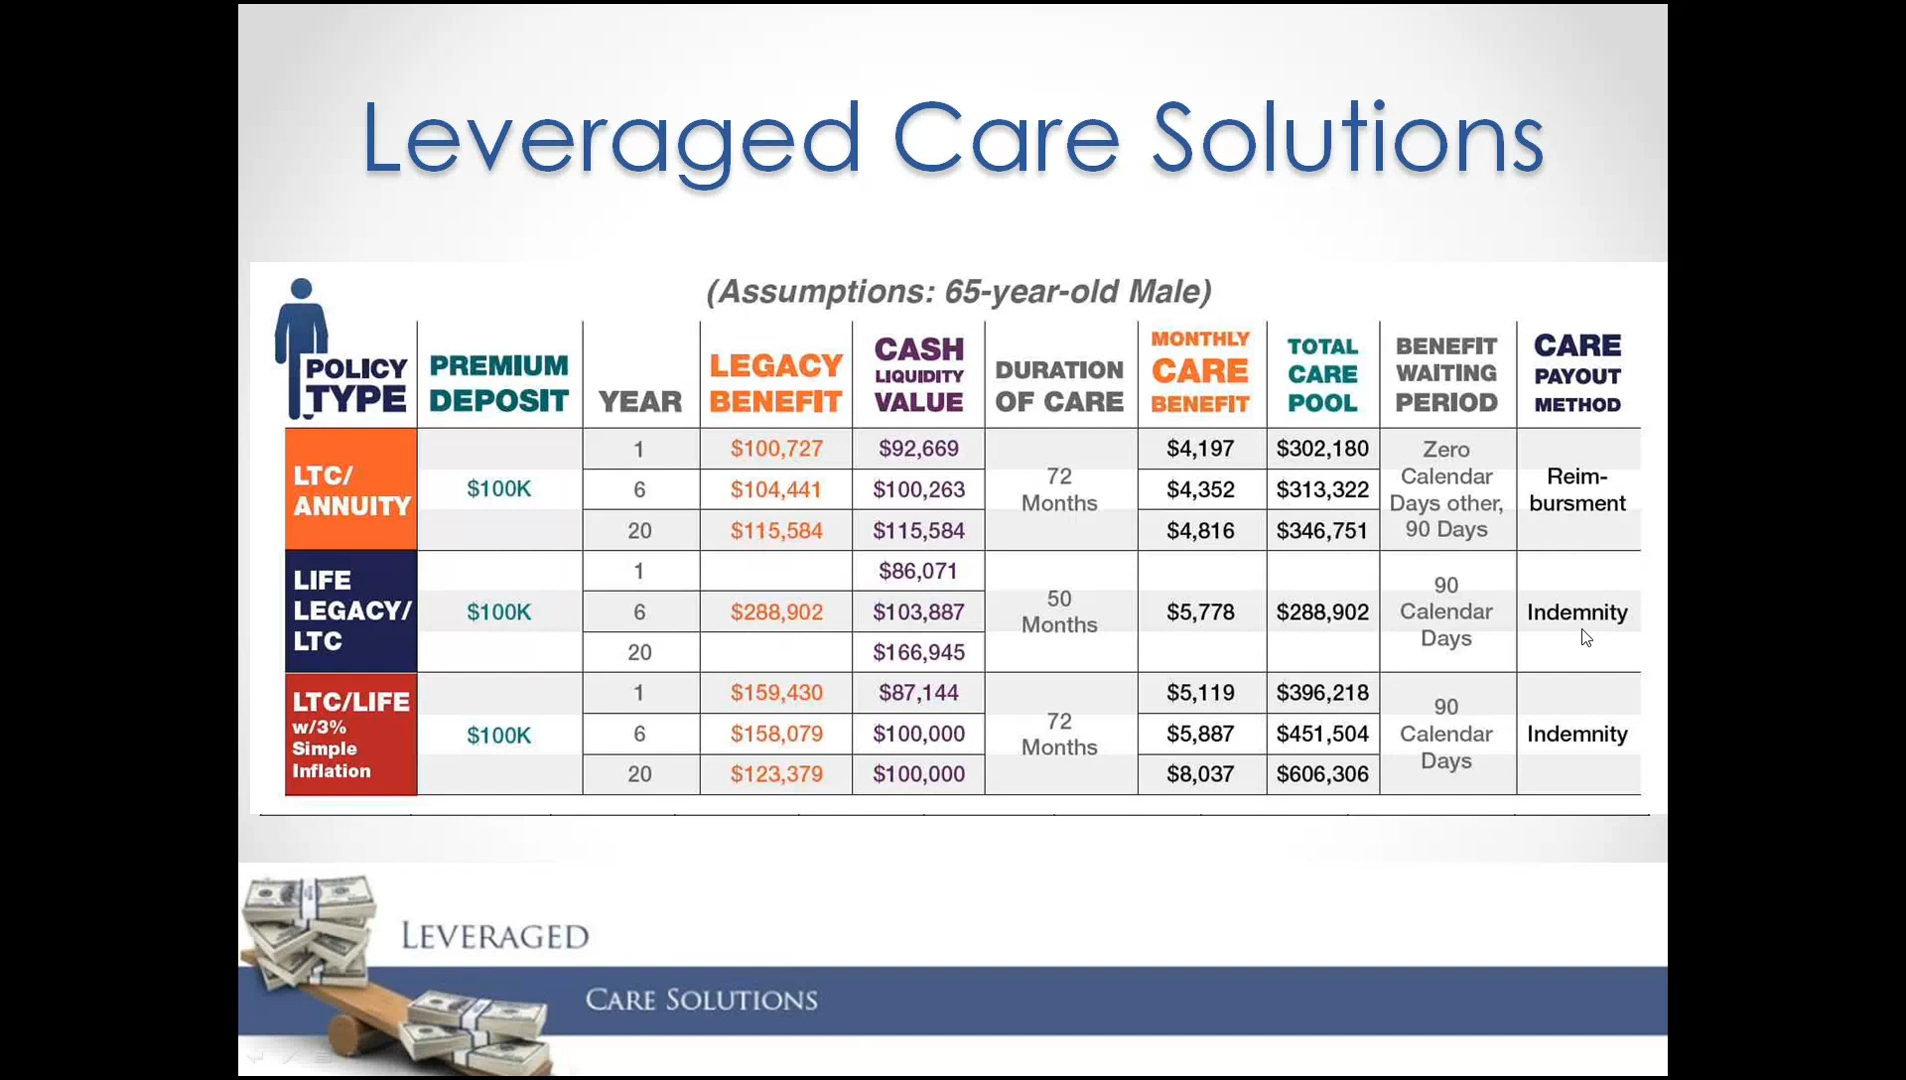 Leveraged Care Solutions
(Assumptions: 65-year-old Male)
POLICY TYPE
PREMIUM DEPOSIT
YEAR
LEGACY BENEFIT
CASH LIQUIDITY VALUE
DURATION OF CARE
MONTHLY CARE BENEFIT
TOTAL CARE POOL
BENEFIT WAITING PERIOD
CARE PAYOUT METHOD
LTC/
ANNUITY
$100K
1 $100,727 $92,669
6 $104,441 $100,263
20 $115,584 $115,584
72
Months
$4,197 $302,180
$4,352 $313,322
$4,816 $346,751
Zero
Calendar
Days other,
90 Days
Reim-
bursment
LIFE
LEGACY/
LTC
$100K
1 $86,071
6 $288,902 $103,887
20 $166,945
50
Months
$5,778 $288,902
90
Calendar
Days
Indemnity
LTC/LIFE
w/3%
Simple
Inflation
$100K
1 $159,430 $87,144
6 $158,079 $100,000
20 $123,379 $100,000
72
Months
$5,119 $396,218
$5,887 $451,504
$8,037 $606,306
90
Calendar
Days
Indemnity
LEVERAGED
CARE SOLUTIONS